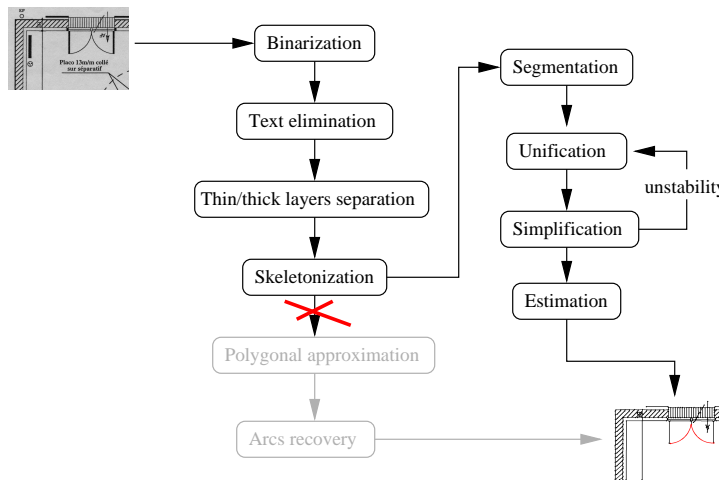 EP
Placo 13m/m collé
sur séparatif
Binarization
Text elimination
Thin/thick layers separation
Skeletonization
Polygonal approximation
Arcs recovery
Segmentation
Unification
unstability
Simplification
Estimation